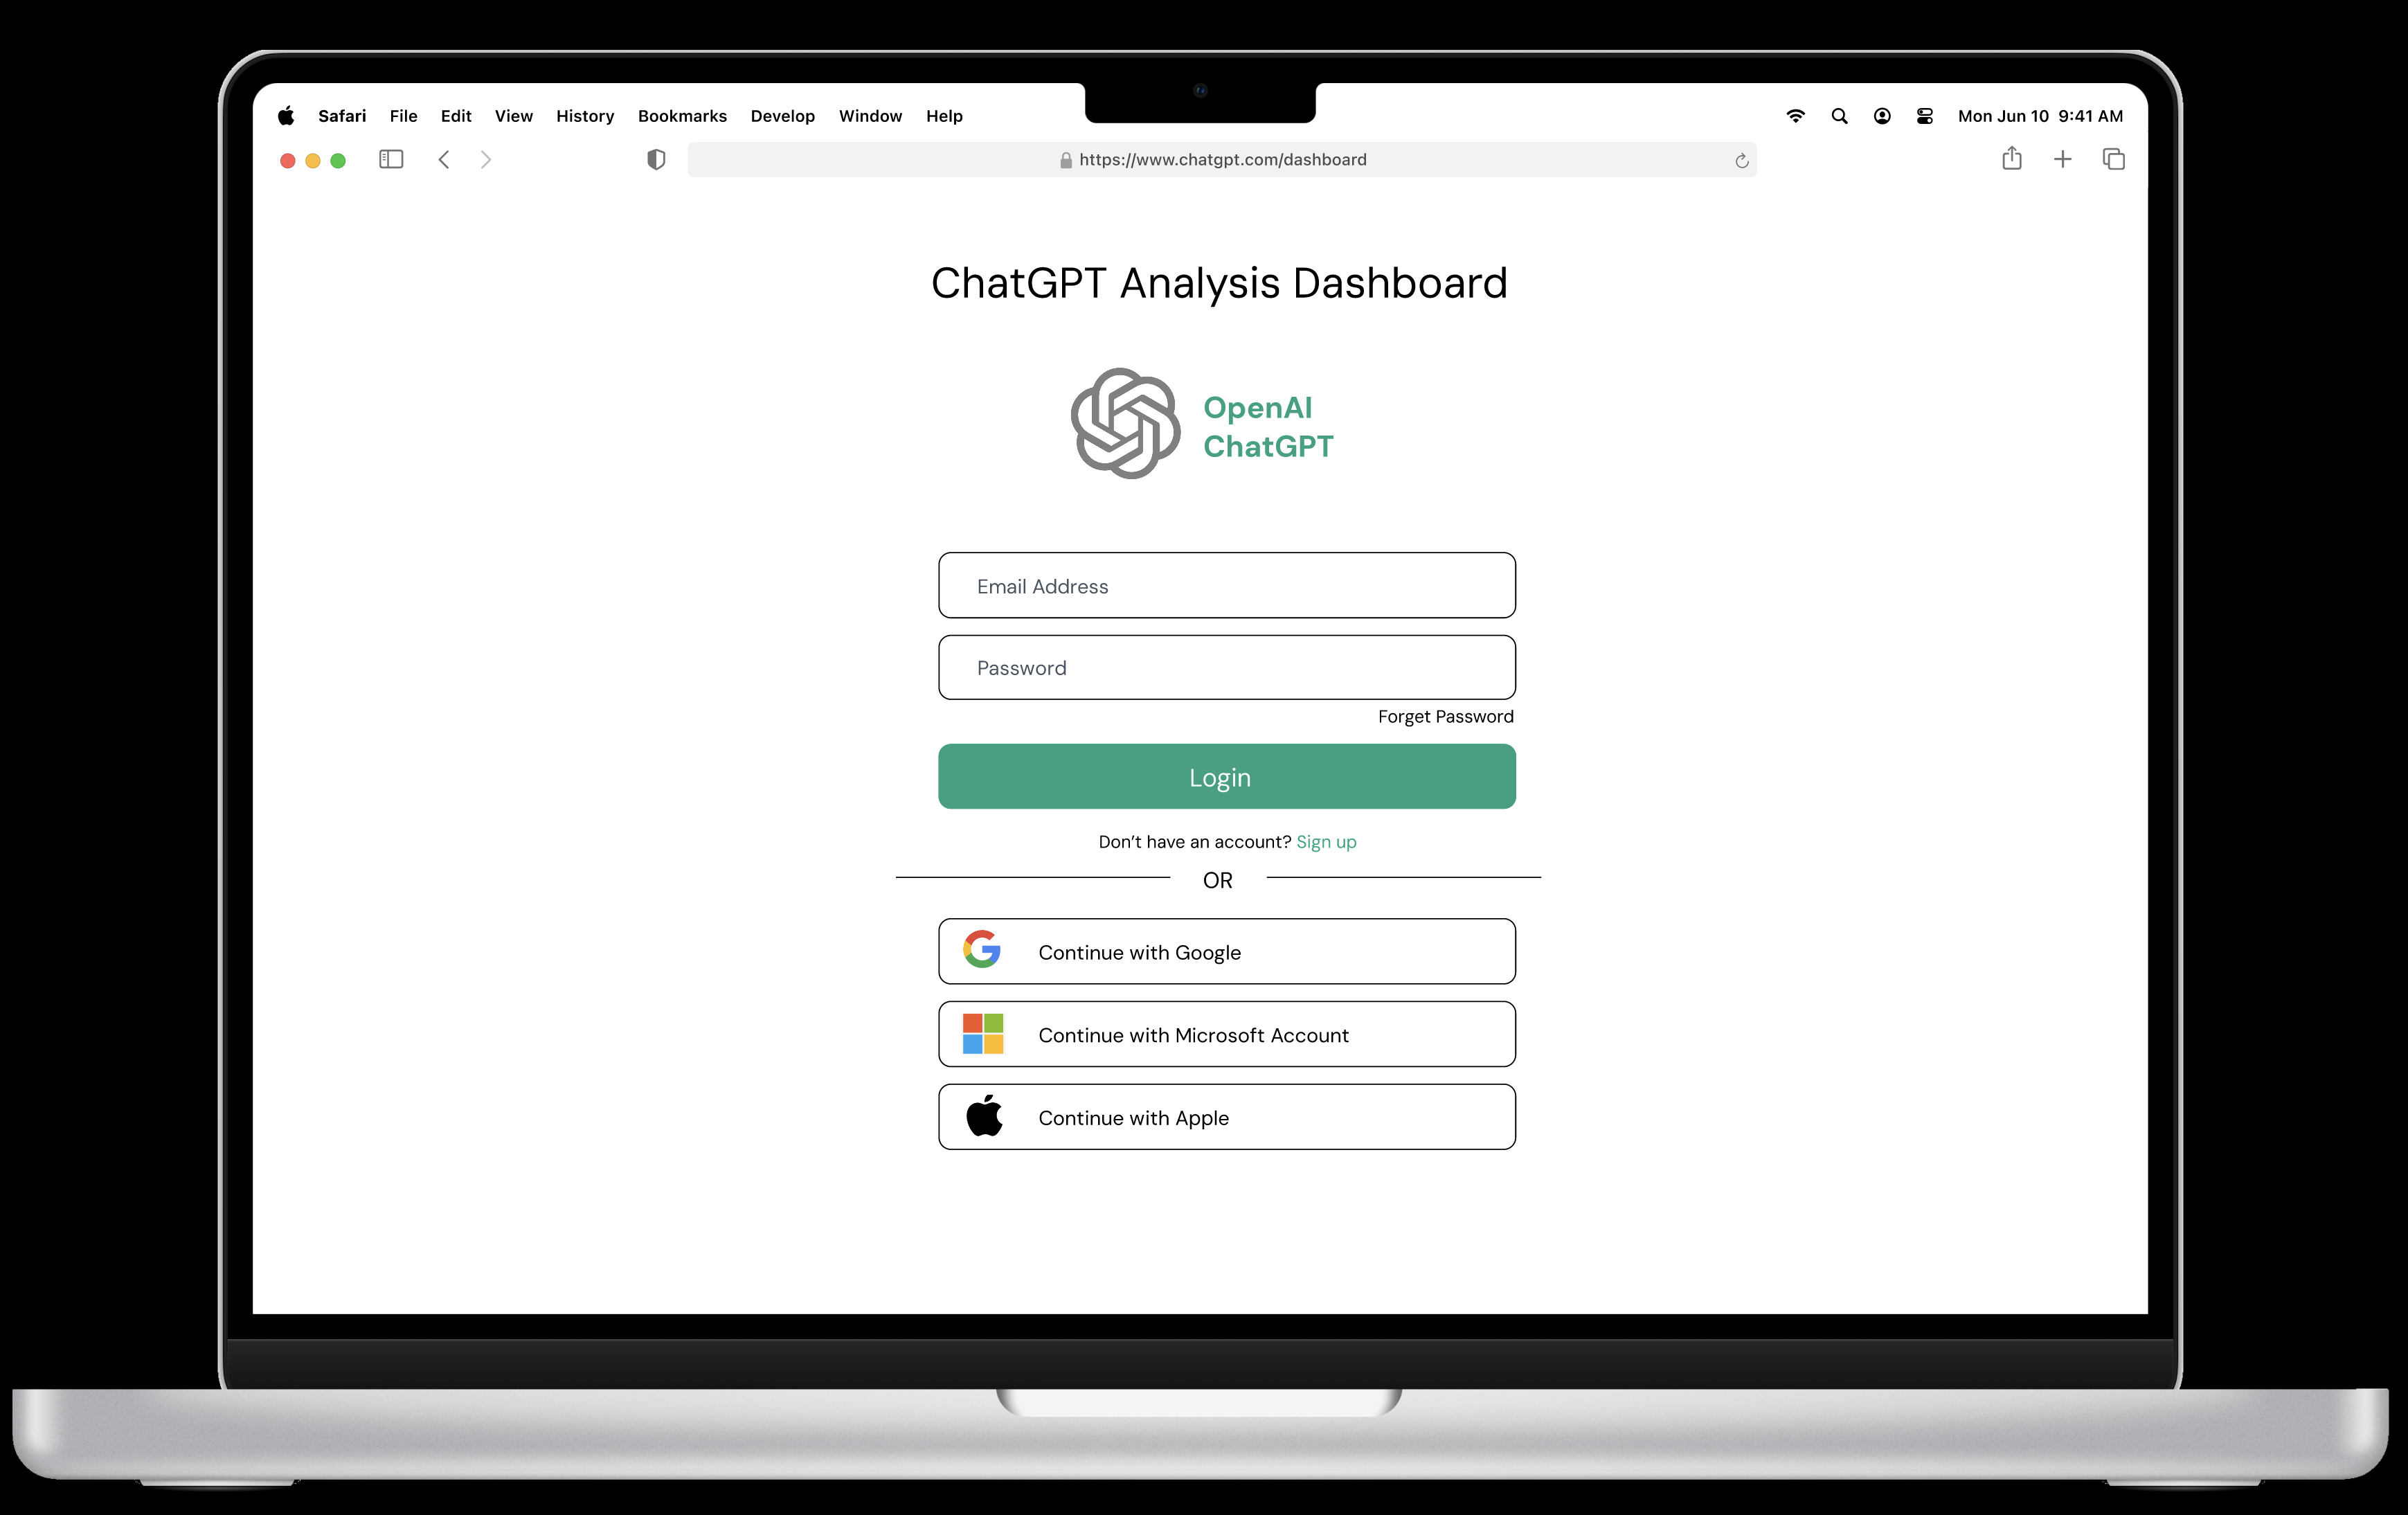 Safari File Edit View History Bookmarks Develop Window Help Mon Jun 10 9:41 AM
https://www.chatgpt.com/dashboard
ChatGPT Analysis Dashboard
OpenAI
ChatGPT
Email Address
Password
Forget Password
Login
Don’t have an account? Sign up
OR
Continue with Google
Continue with Microsoft Account
Continue with Apple